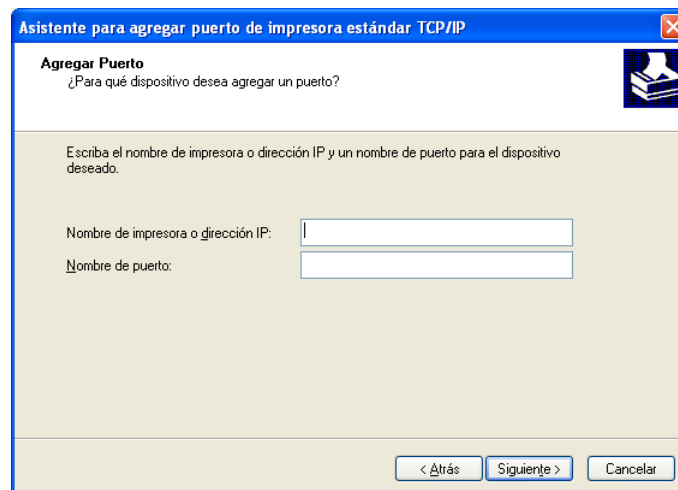 Asistente para agregar puerto de impresora estándar TCP/IP
Agregar Puerto
¿Para qué dispositivo desea agregar un puerto?
Escriba el nombre de impresora o dirección IP y un nombre de puerto para el dispositivo
deseado.
Nombre de impresora o dirección IP:
Nombre de puerto:
< Atrás
Siguiente >
Cancelar